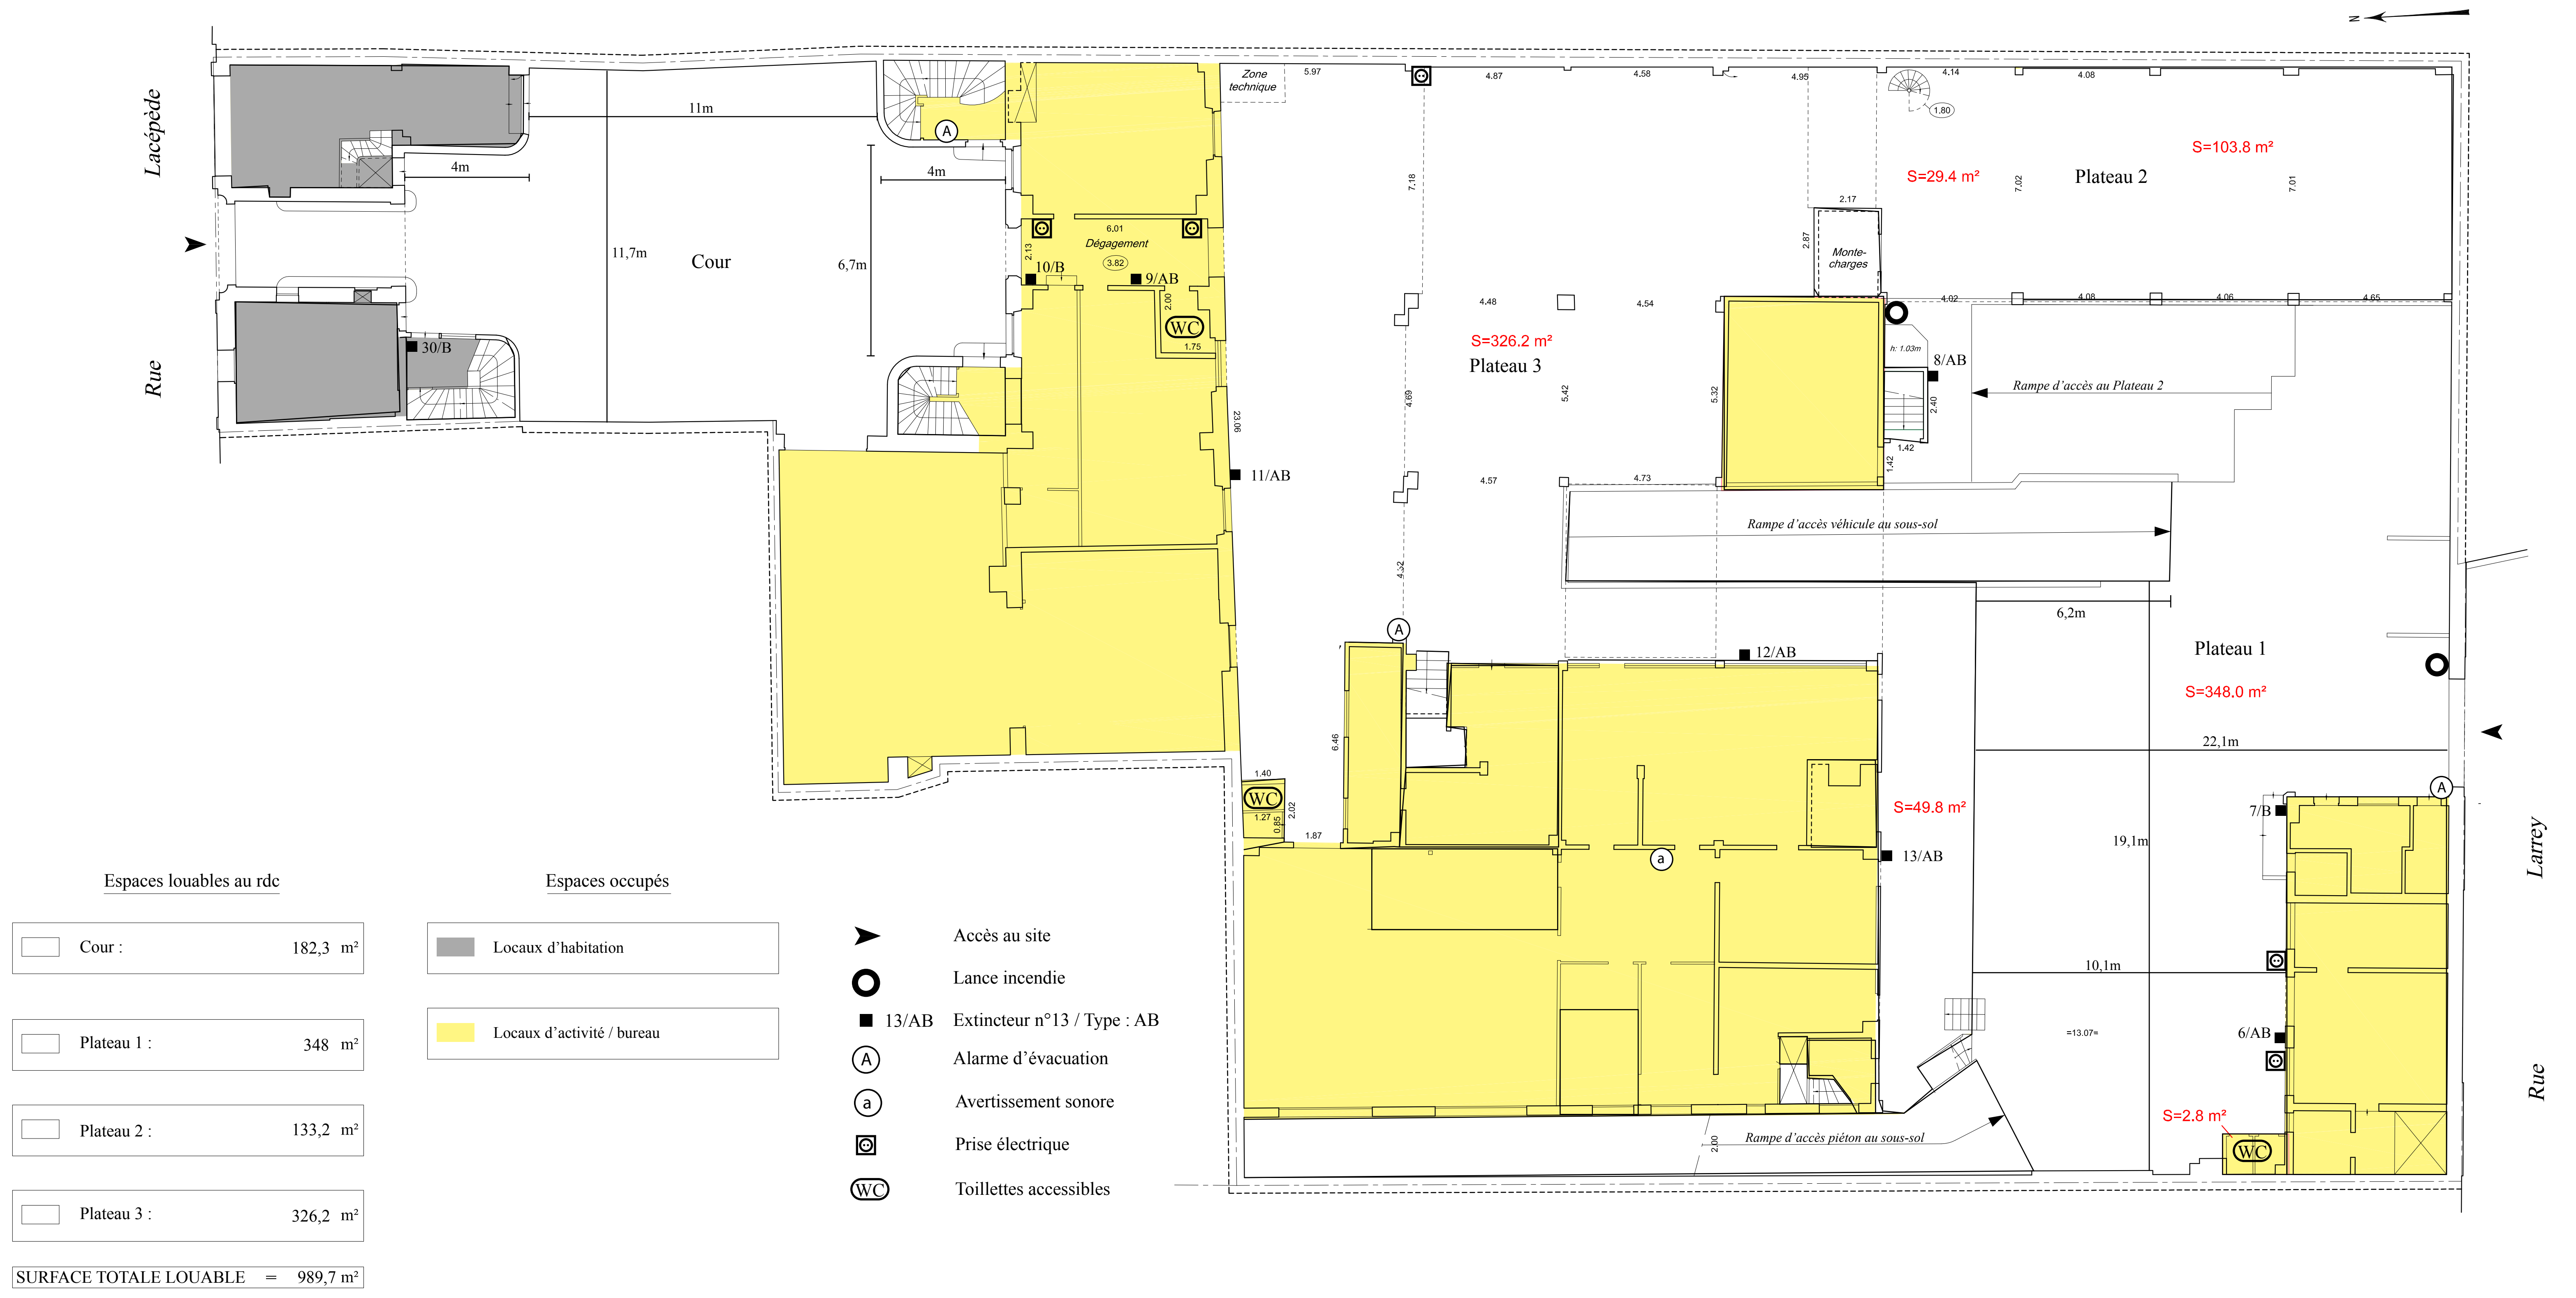 N
Zone
technique
5.97
4.87
4.58
4.95
4.14
4.08
1.80
Lacépède
11m
A
4m
4m
S=103.8 m²
S=29.4 m²
Plateau 2
7.18
7.02
7.01
2.17
11,7m
Cour
6,7m
6.01
Dégagement
3.82
2.13
10/B
9/AB
2.00
WC
1.75
2.87
Monte-
charges
4.48
4.54
4.02
4.08
4.06
4.65
S=326.2 m²
Plateau 3
h: 1.03m
8/AB
Rampe d'accès au Plateau 2
Rue
30/B
4.69
5.42
5.32
2.40
23.06
1.42
1.42
11/AB
4.57
4.73
Rampe d'accès véhicule au sous-sol
4.52
6,2m
A
12/AB
Plateau 1
S=348.0 m²
6.46
22,1m
1.40
WC
1.27
0.85
2.02
1.87
S=49.8 m²
A
7/B
19,1m
13/AB
a
Larrey
10,1m
=13.07=
6/AB
Rue
S=2.8 m²
WC
2.00
Rampe d'accès piéton au sous-sol
Espaces louables au rdc
Cour : 182,3 m²
Plateau 1 : 348 m²
Plateau 2 : 133,2 m²
Plateau 3 : 326,2 m²
SURFACE TOTALE LOUABLE = 989,7 m²
Espaces occupés
Locaux d'habitation
Locaux d'activité / bureau
Accès au site
Lance incendie
13/AB Extincteur n°13 / Type : AB
A Alarme d'évacuation
a Avertissement sonore
Prise électrique
WC Toillettes accessibles